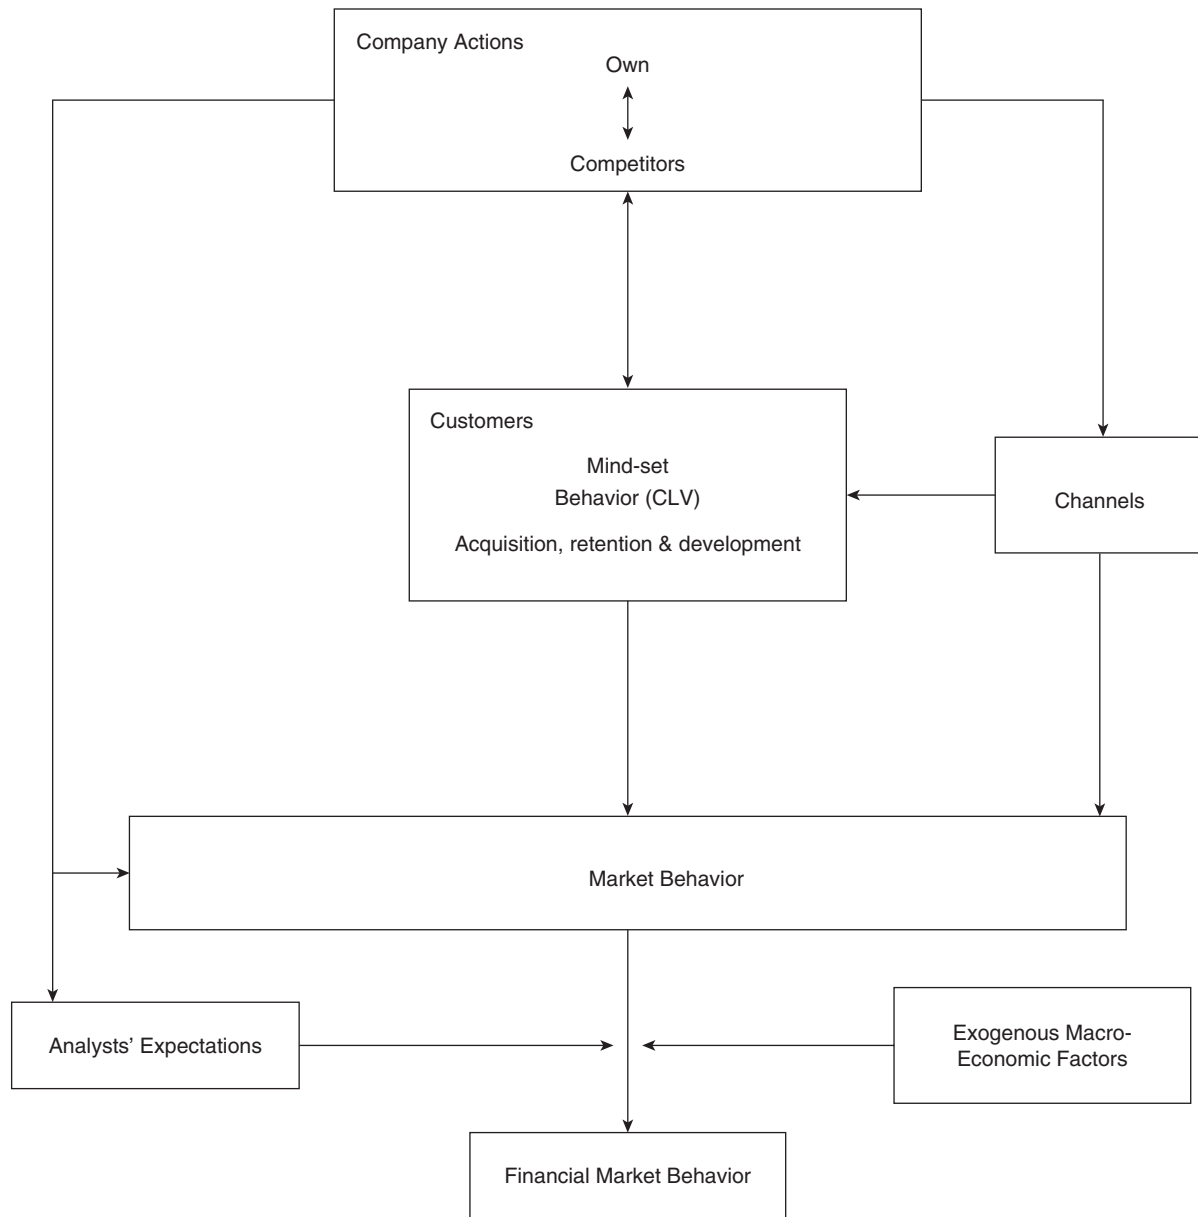 Company Actions
Own
Competitors
Customers
Mind-set
Behavior (CLV)
Acquisition, retention & development
Channels
Market Behavior
Analysts’ Expectations
Exogenous Macro-
Economic Factors
Financial Market Behavior